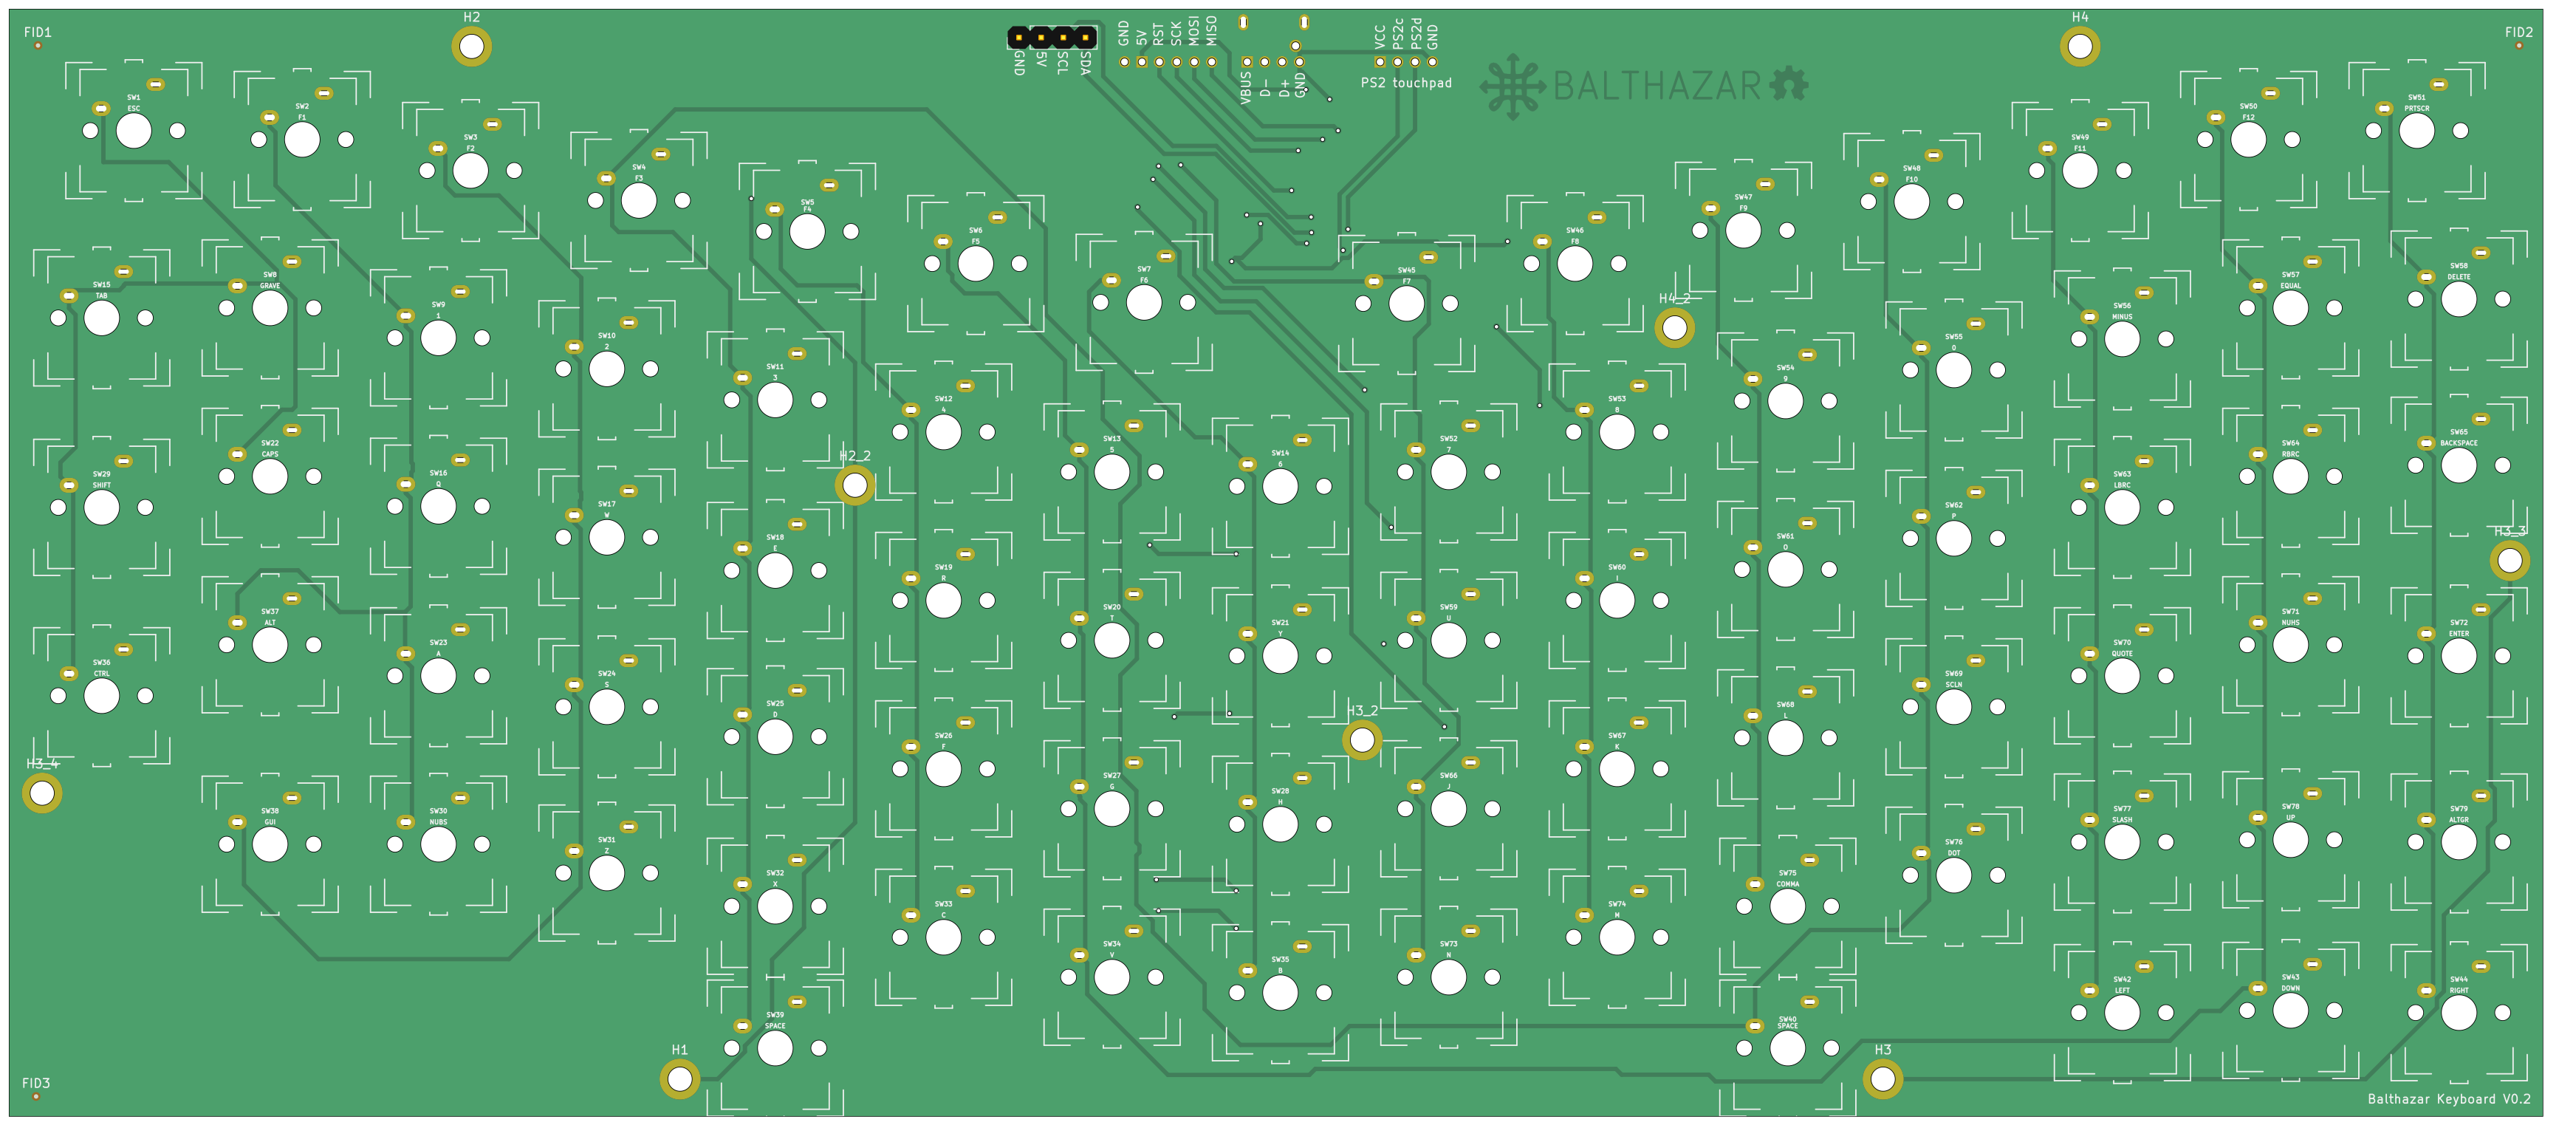 FID1
H2
GND
5V
SCL
SDA
GND
5V
RST
SCK
MOSI
MISO
VBUS
D-
D+
GND
VCC
PS2c
PS2d
GND
PS2 touchpad
BALTHAZAR
H4
FID2
SW1
ESC
SW2
F1
SW3
F2
SW4
F3
SW5
F4
SW6
F5
SW7
F6
SW45
F7
SW46
F8
SW47
F9
SW48
F10
SW49
F11
SW50
F12
SW51
PRTSCR
H4_2
SW15
TAB
SW8
GRAVE
SW9
1
SW10
2
SW11
3
SW12
4
SW13
5
SW14
6
SW52
7
SW53
8
SW54
9
SW55
0
SW56
MINUS
SW57
EQUAL
SW58
DELETE
H2_2
SW29
SHIFT
SW22
CAPS
SW16
Q
SW17
W
SW18
E
SW19
R
SW20
T
SW21
Y
SW59
U
SW60
I
SW61
O
SW62
P
SW63
LBRC
SW64
RBRC
SW65
BACKSPACE
H3_3
SW36
CTRL
SW37
ALT
SW23
A
SW24
S
SW25
D
SW26
F
SW27
G
SW28
H
H3_2
SW66
J
SW67
K
SW68
L
SW69
SCLN
SW70
QUOTE
SW71
NUHS
SW72
ENTER
H3_4
SW38
GUI
SW30
NUBS
SW31
Z
SW32
X
SW33
C
SW34
V
SW35
B
SW73
N
SW74
M
SW75
COMMA
SW76
DOT
SW77
SLASH
SW78
UP
SW79
ALTGR
H1
SW39
SPACE
SW40
SPACE
H3
SW42
LEFT
SW43
DOWN
SW44
RIGHT
FID3
Balthazar Keyboard V0.2